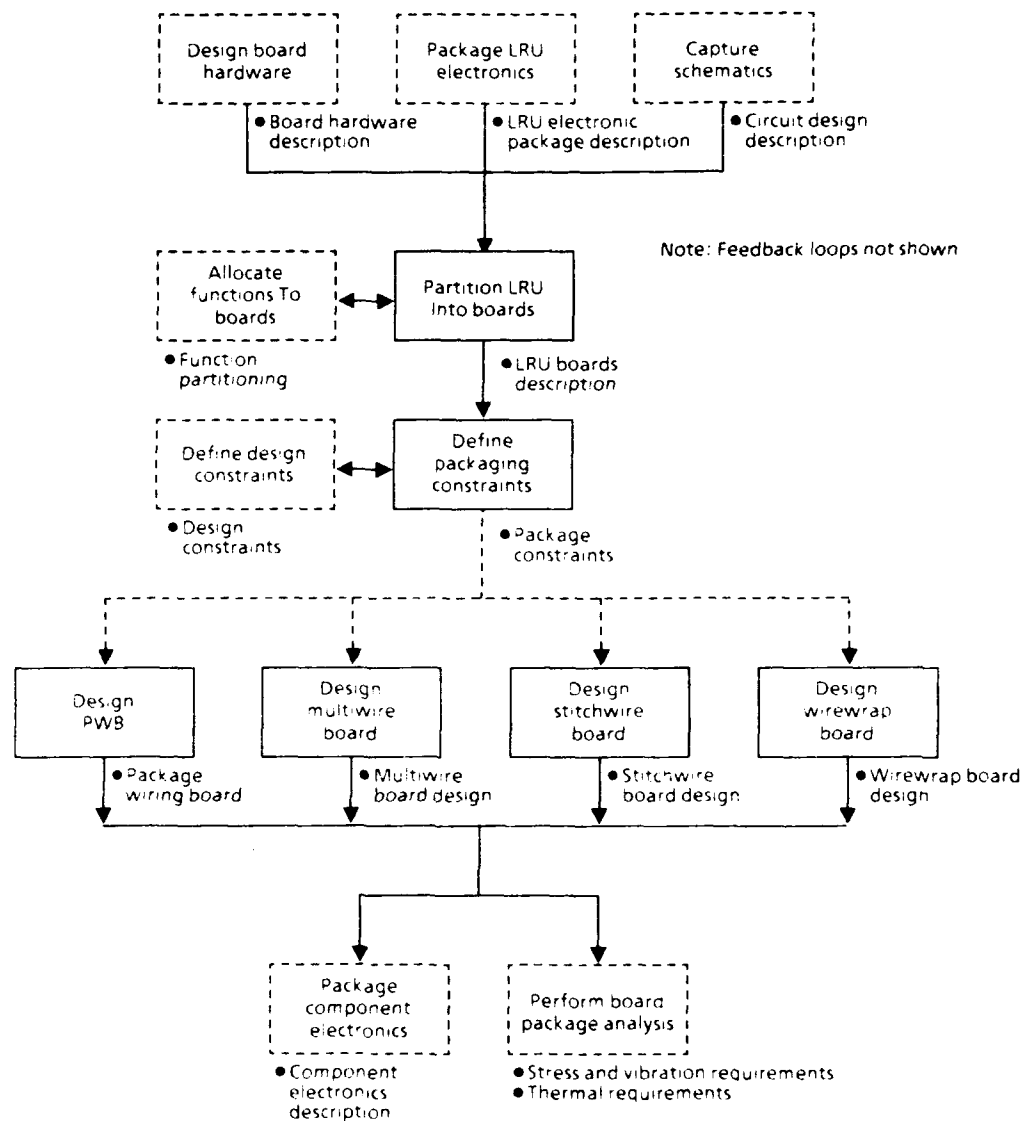 Design board
hardware
Package LRU
electronics
Capture
schematics
● Board hardware
description
● LRU electronic
package description
● Circuit design
description
Note: Feedback loops not shown
Allocate
functions To
boards
Partition LRU
Into boards
● Function
partitioning
● LRU boards
description
Define design
constraints
Define
packaging
constraints
● Design
constraints
● Package
constraints
Design
PWB
Design
multiwire
board
Design
stitchwire
board
Design
wirewrap
board
● Package
wiring board
● Multiwire
board design
● Stitchwire
board design
● Wirewrap board
design
Package
component
electronics
Perform board
package analysis
● Component
electronics
description
● Stress and vibration requirements
● Thermal requirements